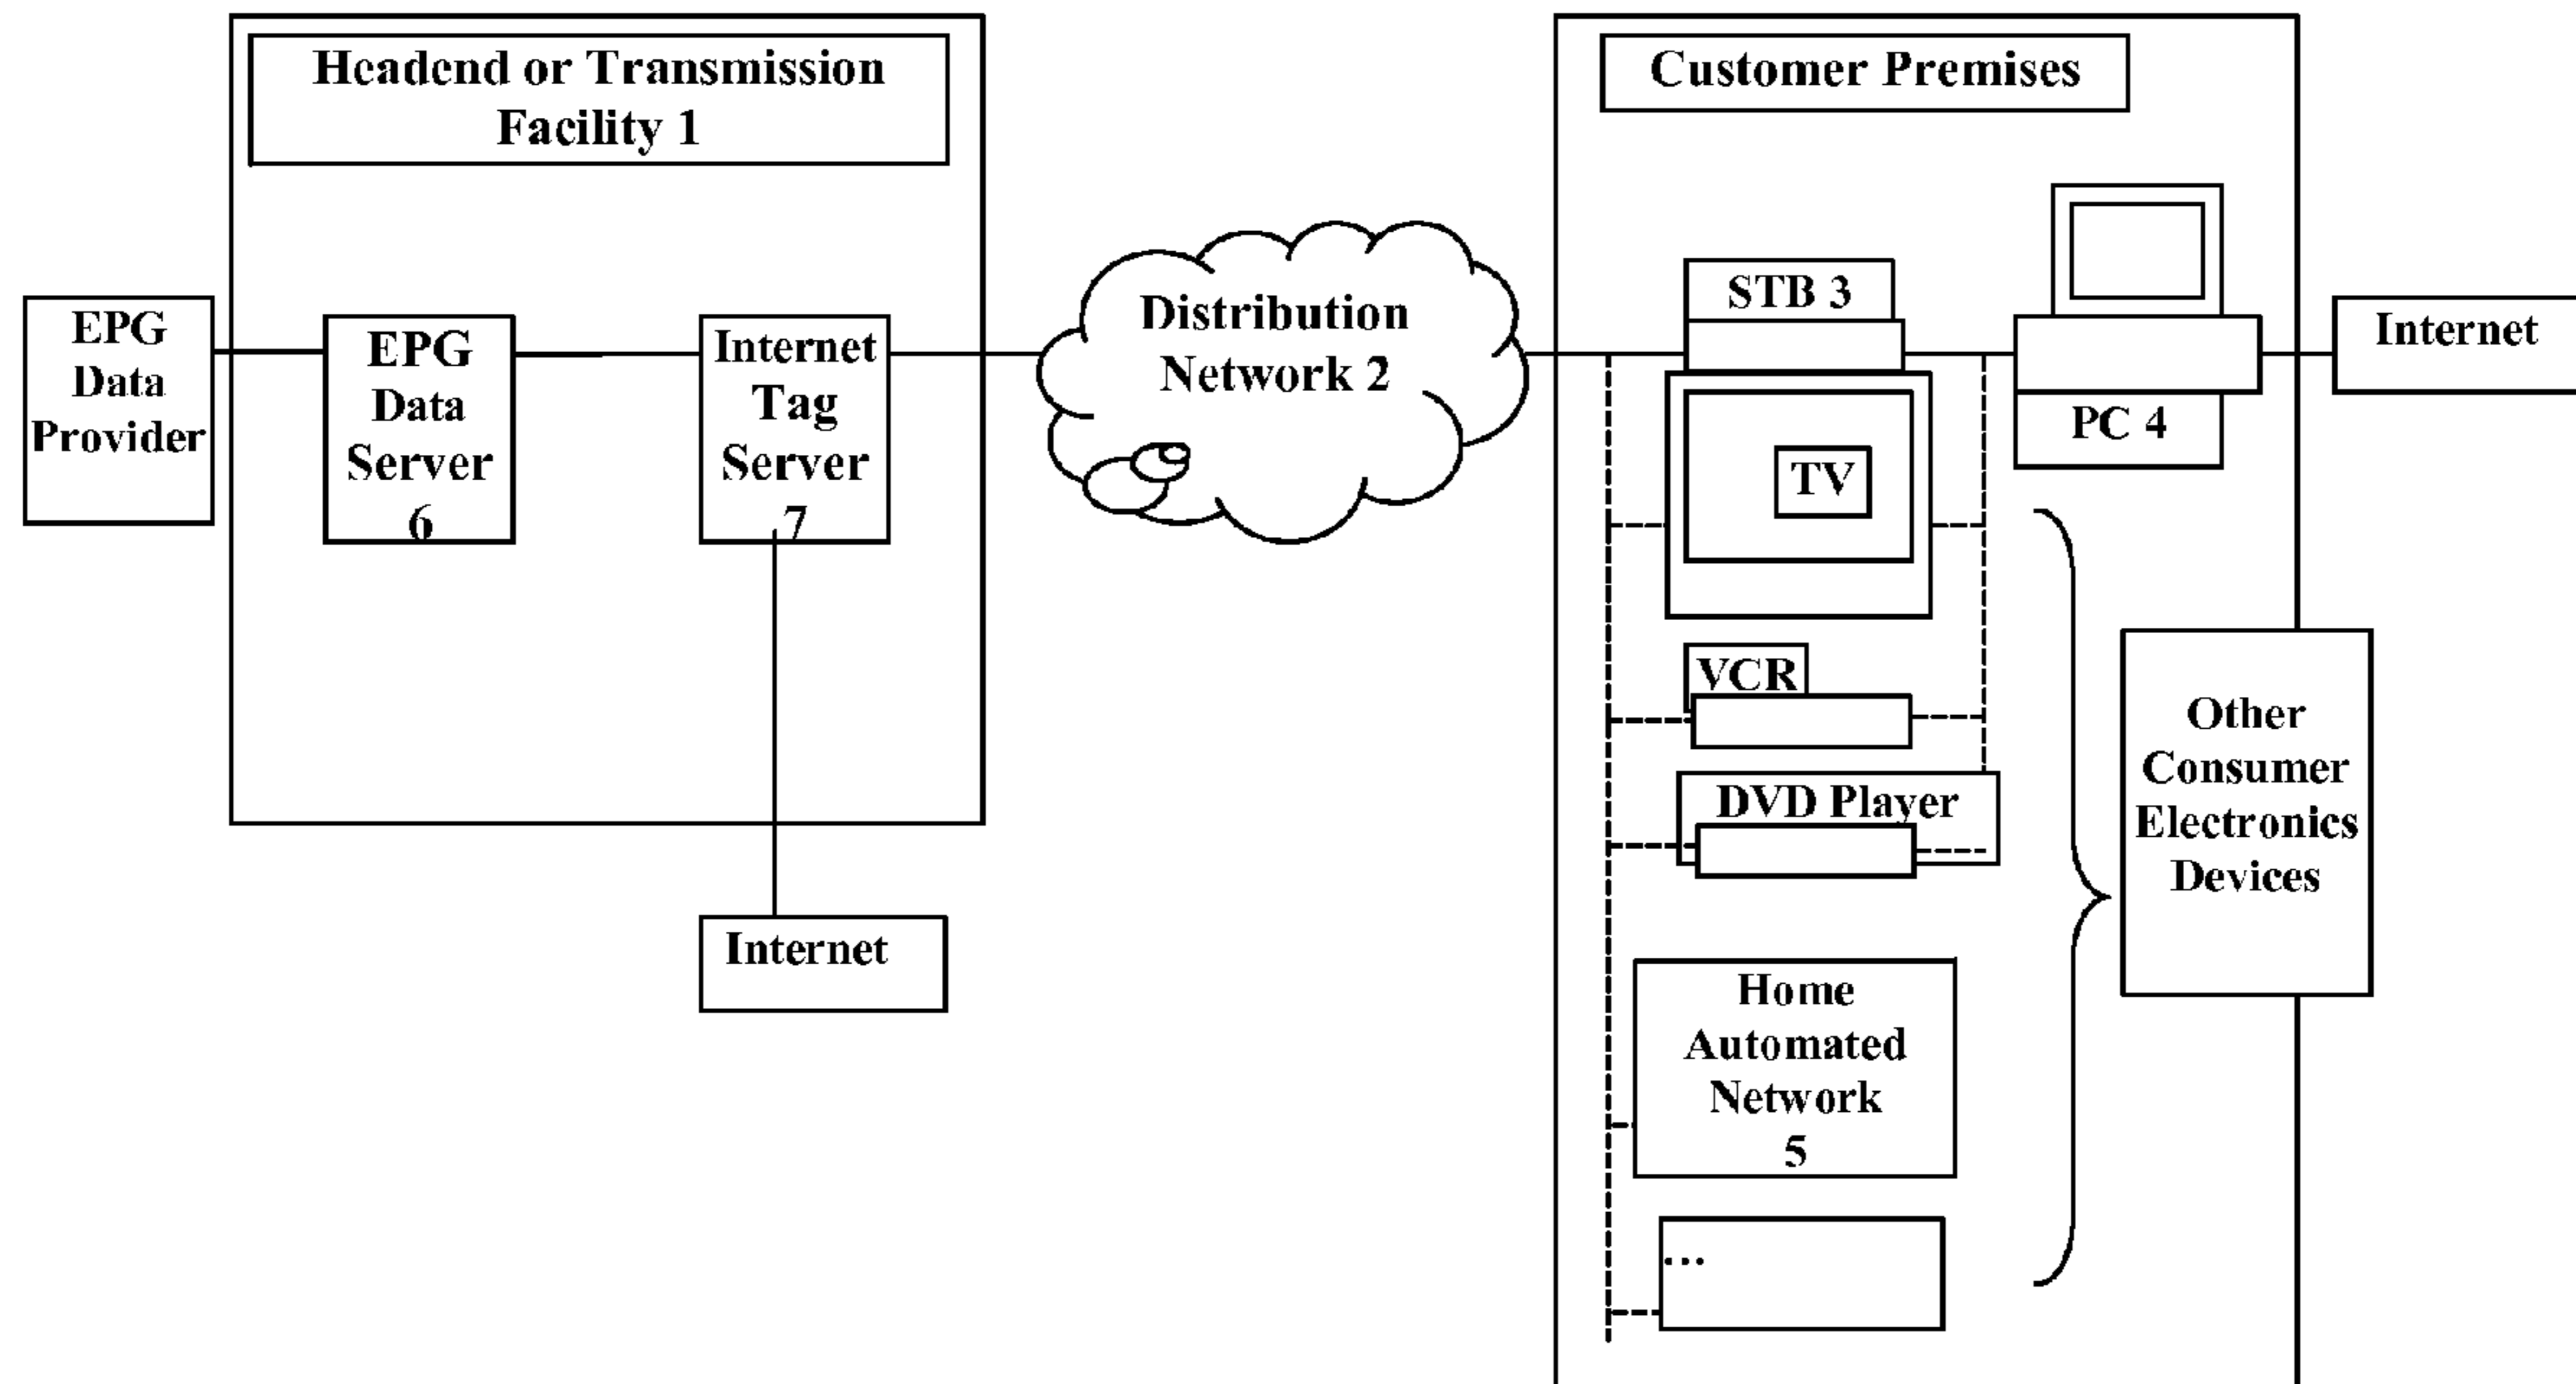 Headend or Transmission
Facility 1
Customer Premises
EPG
Data
Provider
EPG
Data
Server
6
Internet
Tag
Server
7
Distribution
Network 2
STB 3
TV
PC 4
Internet
VCR
DVD Player
Home
Automated
Network
5
...
Other
Consumer
Electronics
Devices
Internet